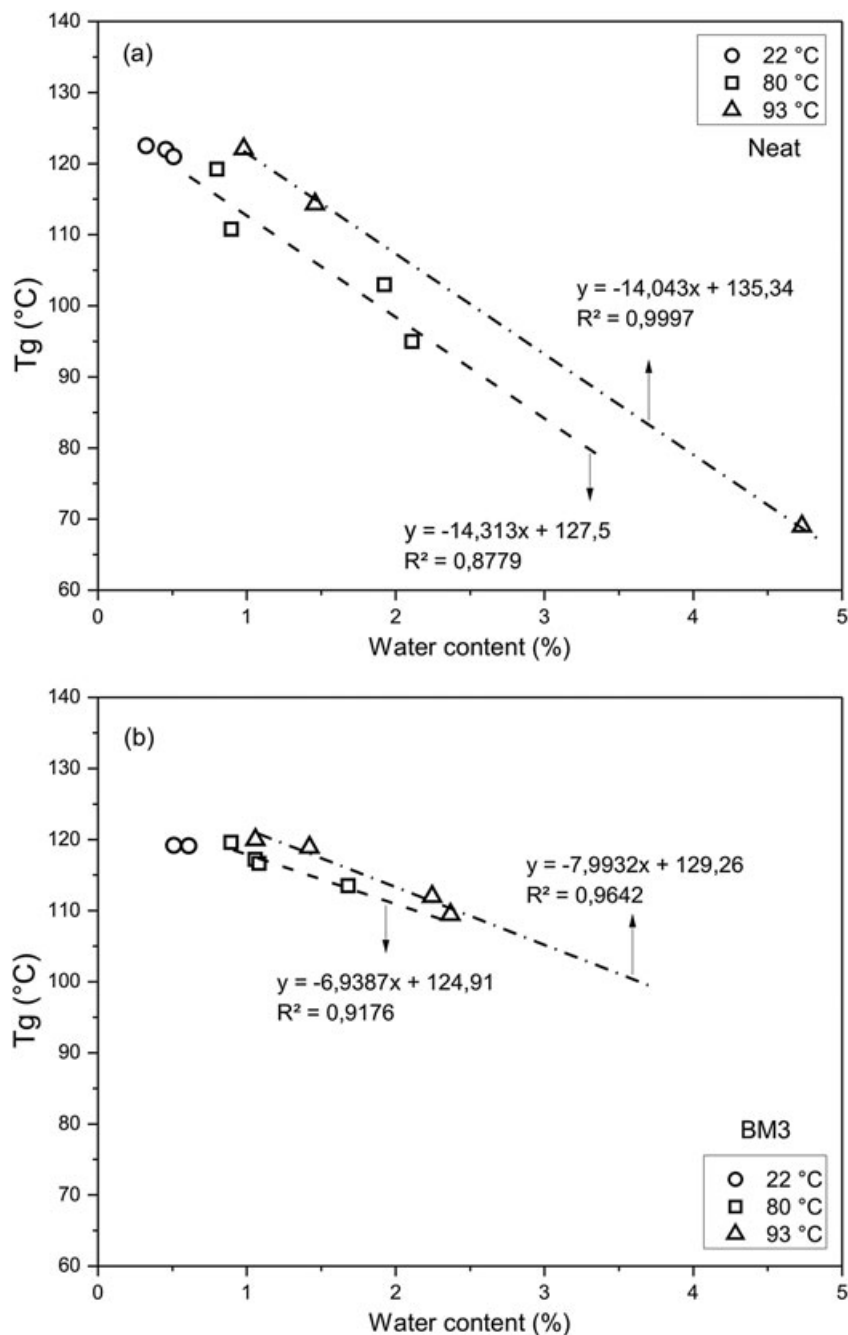 140
(a)
22 °C
80 °C
93 °C
Neat
130
120
110
100
90
80
70
60
Tg (°C)
y = -14,043x + 135,34
R² = 0,9997
y = -14,313x + 127,5
R² = 0,8779
0 1 2 3 4 5
Water content (%)
140
(b)
130
120
110
100
90
80
70
60
Tg (°C)
y = -7,9932x + 129,26
R² = 0,9642
y = -6,9387x + 124,91
R² = 0,9176
BM3
22 °C
80 °C
93 °C
0 1 2 3 4 5
Water content (%)